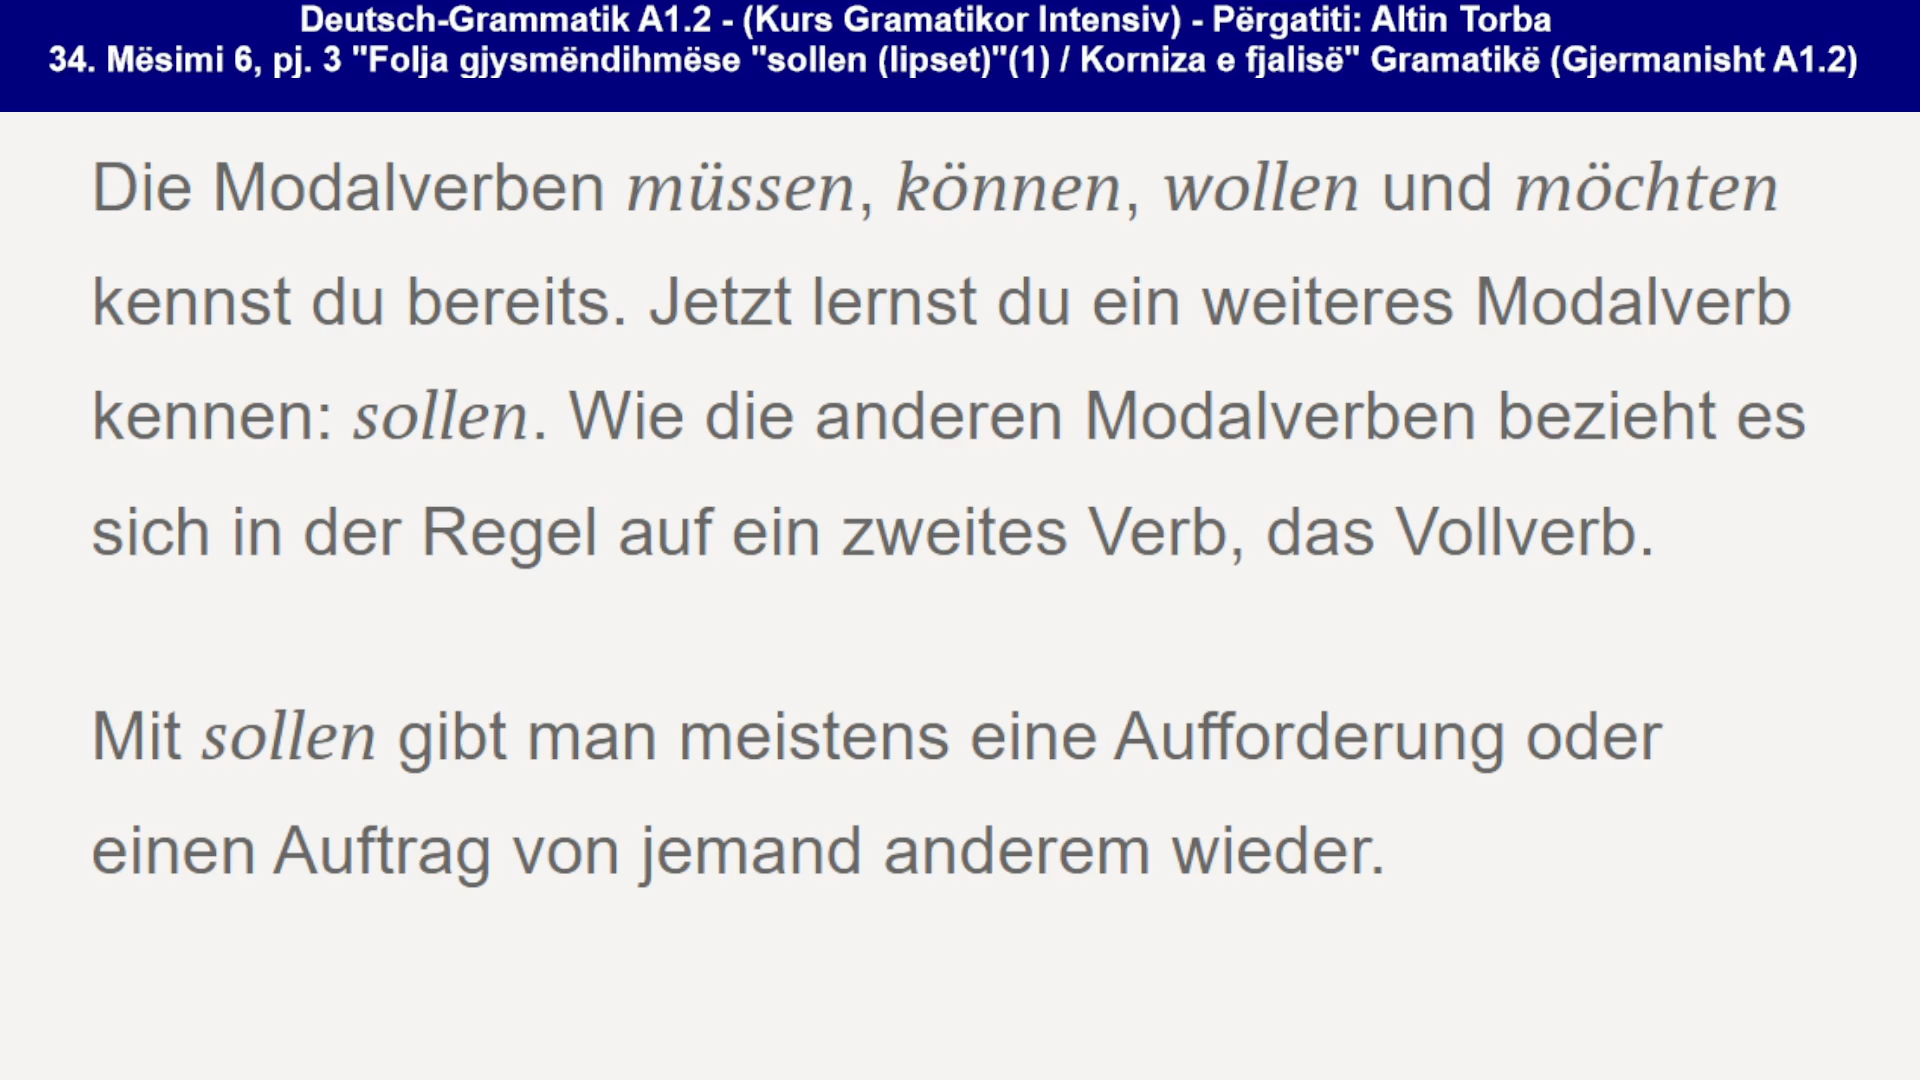 Deutsch-Grammatik A1.2 - (Kurs Gramatikor Intensiv) - Përgatiti: Altin Torba
34. Mësimi 6, pj. 3 "Folja gjysmëndihmëse "sollen (lipset)"(1) / Korniza e fjalisë" Gramatikë (Gjermanisht A1.2)
Die Modalverben müssen, können, wollen und möchten
kennst du bereits. Jetzt lernst du ein weiteres Modalverb
kennen: sollen. Wie die anderen Modalverben bezieht es
sich in der Regel auf ein zweites Verb, das Vollverb.
Mit sollen gibt man meistens eine Aufforderung oder
einen Auftrag von jemand anderem wieder.